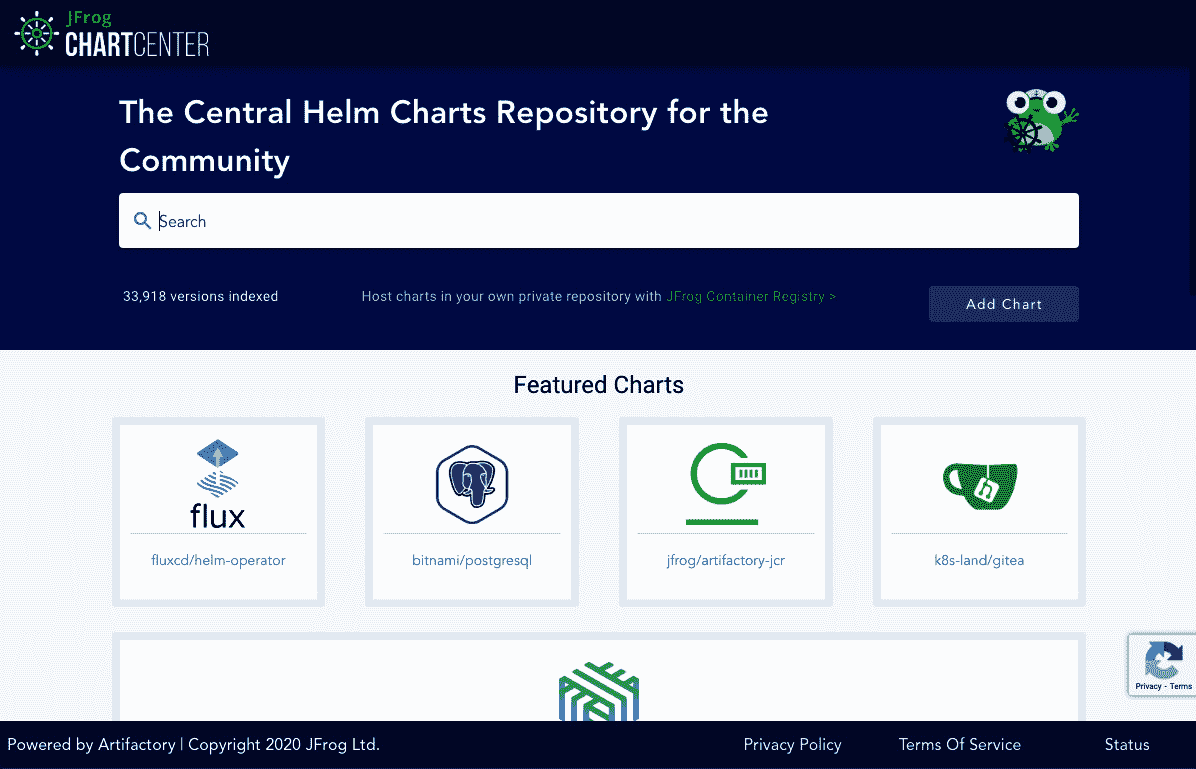 JFrog
CHARTCENTER
The Central Helm Charts Repository for the
Community
Search
33,918 versions indexed
Host charts in your own private repository with JFrog Container Registry >
Add Chart
Featured Charts
flux
fluxcd/helm-operator
bitnami/postgresql
jfrog/artifactory-jcr
k8s-land/gitea
Privacy - Terms
Powered by Artifactory | Copyright 2020 JFrog Ltd.
Privacy Policy
Terms Of Service
Status